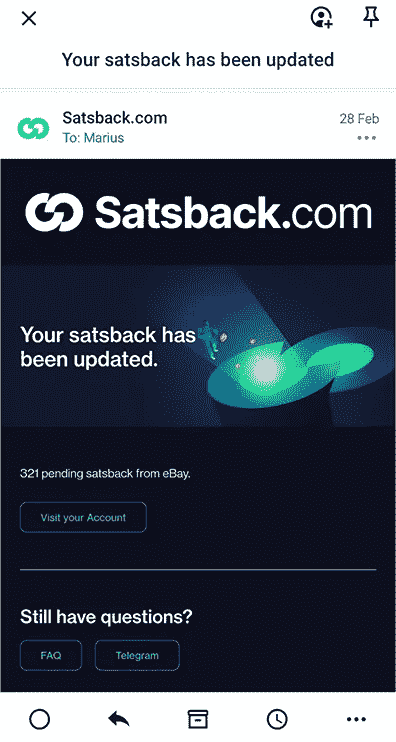 Your satsback has been updated
Satsback.com
28 Feb
To: Marius
Satsback.com
Your satsback has
been updated.
321 pending satsback from eBay.
Visit your Account
Still have questions?
FAQ
Telegram